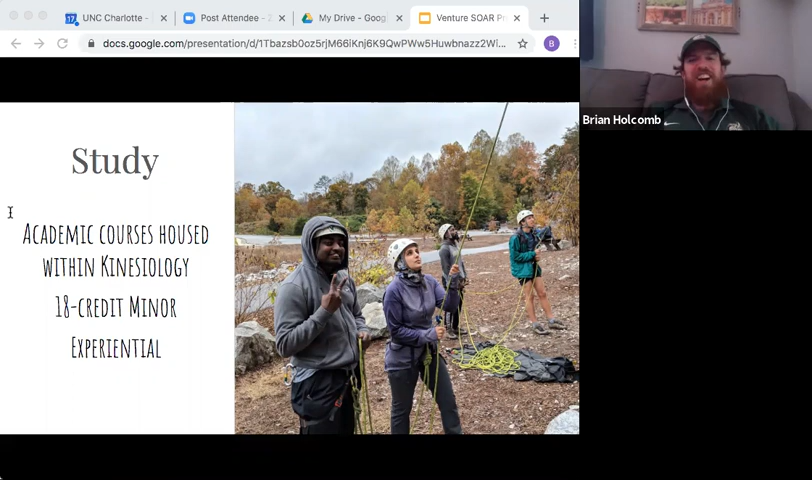 UNC Charlotte -
Post Attendee - Z
My Drive - Goog
Venture SOAR Pr
docs.google.com/presentation/d/1Tbazsb0oz5rjM66iKnj6K9QwPWw5Huwbnazz2Wi...
B
Brian Holcomb
Study
Academic courses housed
within Kinesiology
18-credit Minor
Experiential